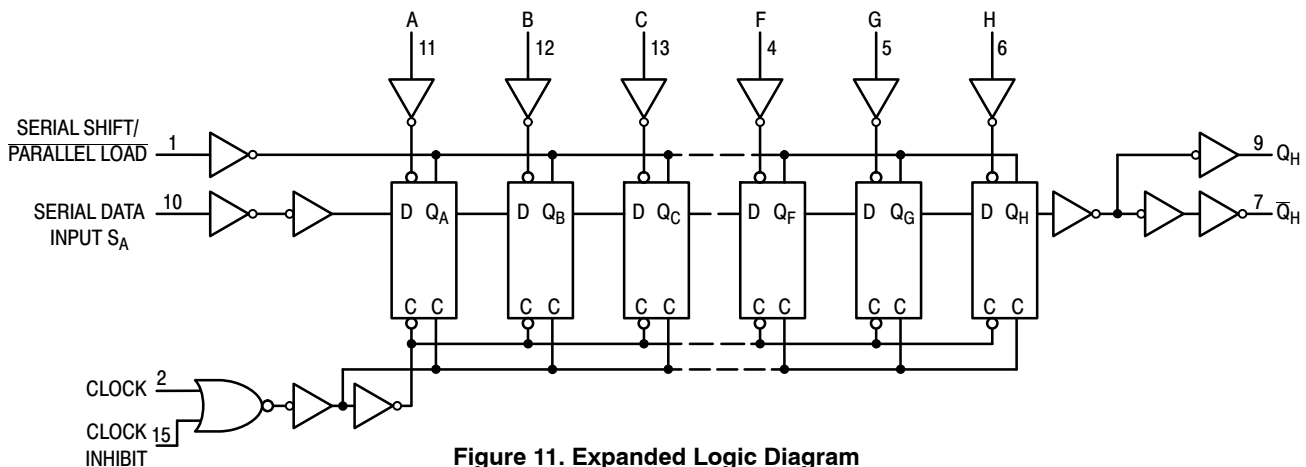 A B C F G H
11 12 13 4 5 6
SERIAL SHIFT/
PARALLEL LOAD 1
9 Q_H
SERIAL DATA
INPUT S_A 10
D Q_A D Q_B D Q_C D Q_F D Q_G D Q_H
7 Q̅_H
C C C C C C C C C C C C
CLOCK 2
CLOCK
INHIBIT 15
Figure 11. Expanded Logic Diagram